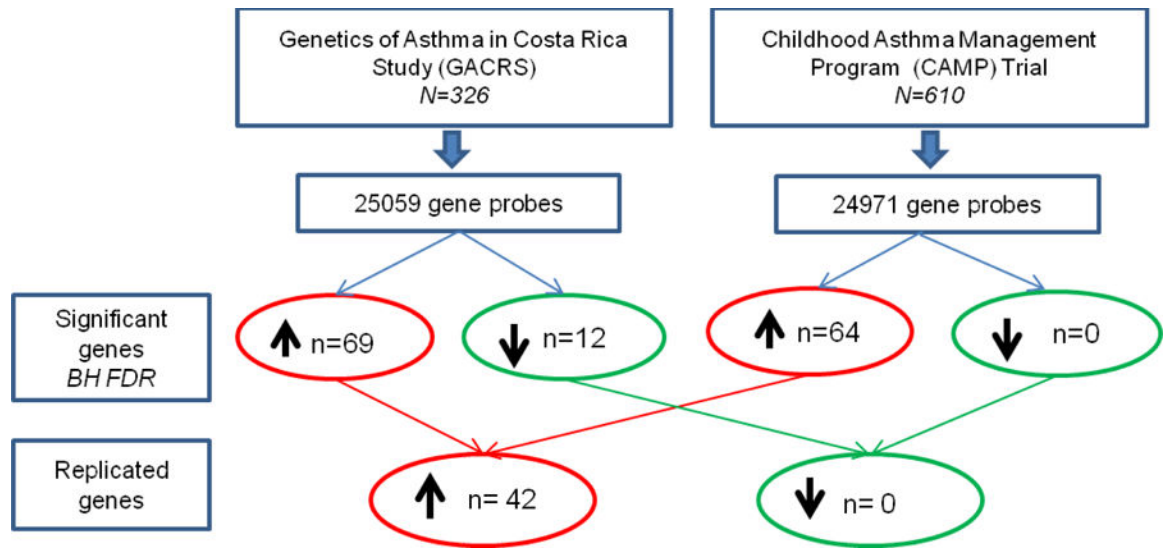 Genetics of Asthma in Costa Rica
Study (GACRS)
N=326
Childhood Asthma Management
Program (CAMP) Trial
N=610
25059 gene probes
24971 gene probes
Significant
genes
BH FDR
n=69
n=12
n=64
n=0
Replicated
genes
n= 42
n= 0